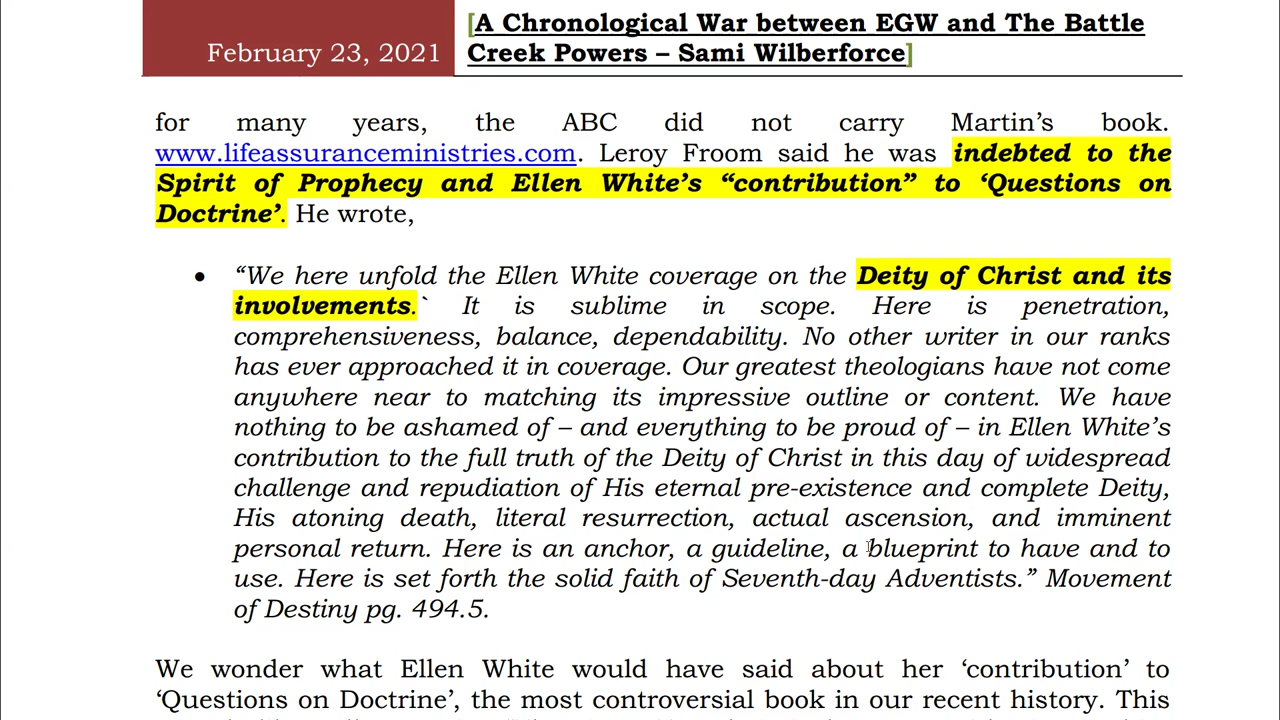 February 23, 2021
[A Chronological War between EGW and The Battle
Creek Powers – Sami Wilberforce]
for many years, the ABC did not carry Martin’s book.
www.lifeassuranceministries.com. Leroy Froom said he was indebted to the
Spirit of Prophecy and Ellen White’s “contribution” to ‘Questions on
Doctrine’. He wrote,
• “We here unfold the Ellen White coverage on the Deity of Christ and its
involvements.` It is sublime in scope. Here is penetration,
comprehensiveness, balance, dependability. No other writer in our ranks
has ever approached it in coverage. Our greatest theologians have not come
anywhere near to matching its impressive outline or content. We have
nothing to be ashamed of – and everything to be proud of – in Ellen White’s
contribution to the full truth of the Deity of Christ in this day of widespread
challenge and repudiation of His eternal pre-existence and complete Deity,
His atoning death, literal resurrection, actual ascension, and imminent
personal return. Here is an anchor, a guideline, a blueprint to have and to
use. Here is set forth the solid faith of Seventh-day Adventists.” Movement
of Destiny pg. 494.5.
We wonder what Ellen White would have said about her ‘contribution’ to
‘Questions on Doctrine’, the most controversial book in our recent history. This